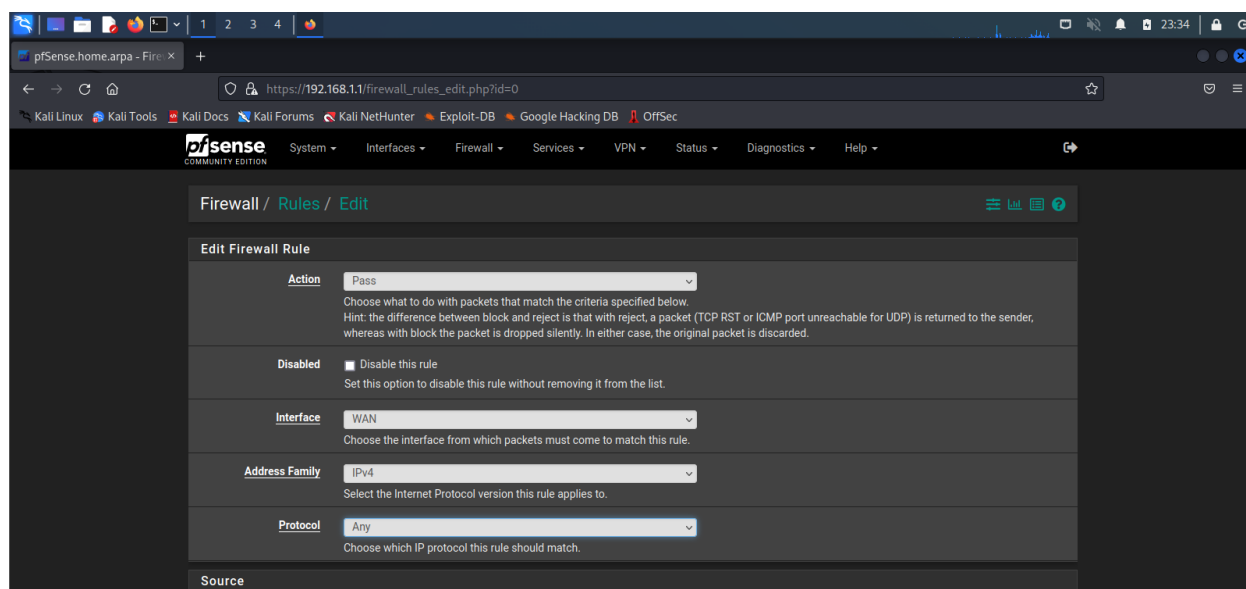 1 2 3 4 23:34
pfSense.home.arpa - Fire
https://192.168.1.1/firewall_rules_edit.php?id=0
Kali Linux Kali Tools Kali Docs Kali Forums Kali NetHunter Exploit-DB Google Hacking DB OffSec
pfsense System Interfaces Firewall Services VPN Status Diagnostics Help
COMMUNITY EDITION
Firewall / Rules / Edit
Edit Firewall Rule
Action Pass
Choose what to do with packets that match the criteria specified below.
Hint: the difference between block and reject is that with reject, a packet (TCP RST or ICMP port unreachable for UDP) is returned to the sender,
whereas with block the packet is dropped silently. In either case, the original packet is discarded.
Disabled Disable this rule
Set this option to disable this rule without removing it from the list.
Interface WAN
Choose the interface from which packets must come to match this rule.
Address Family IPv4
Select the Internet Protocol version this rule applies to.
Protocol Any
Choose which IP protocol this rule should match.
Source